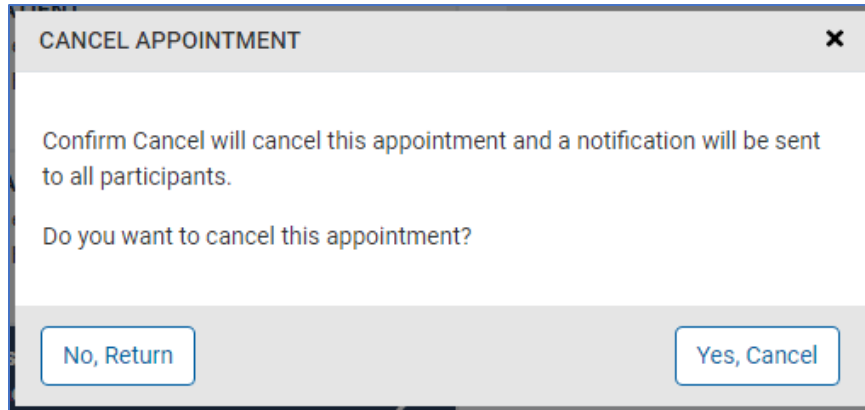 CANCEL APPOINTMENT
Confirm Cancel will cancel this appointment and a notification will be sent
to all participants.
Do you want to cancel this appointment?
No, Return
Yes, Cancel